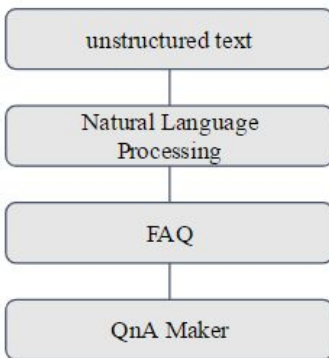 unstructured text
Natural Language
Processing
FAQ
QnA Maker